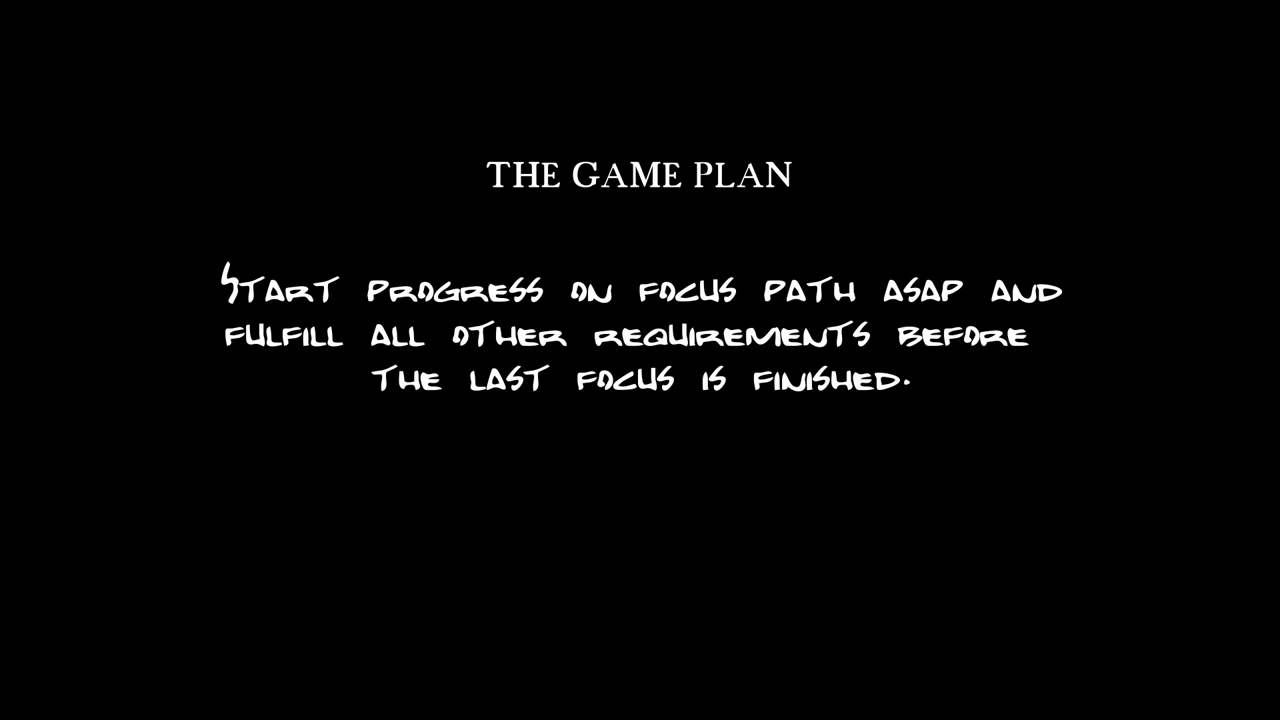 THE GAME PLAN
START PROGRESS ON FOCUS PATH ASAP AND
FULFILL ALL OTHER REQUIREMENTS BEFORE
THE LAST FOCUS IS FINISHED.